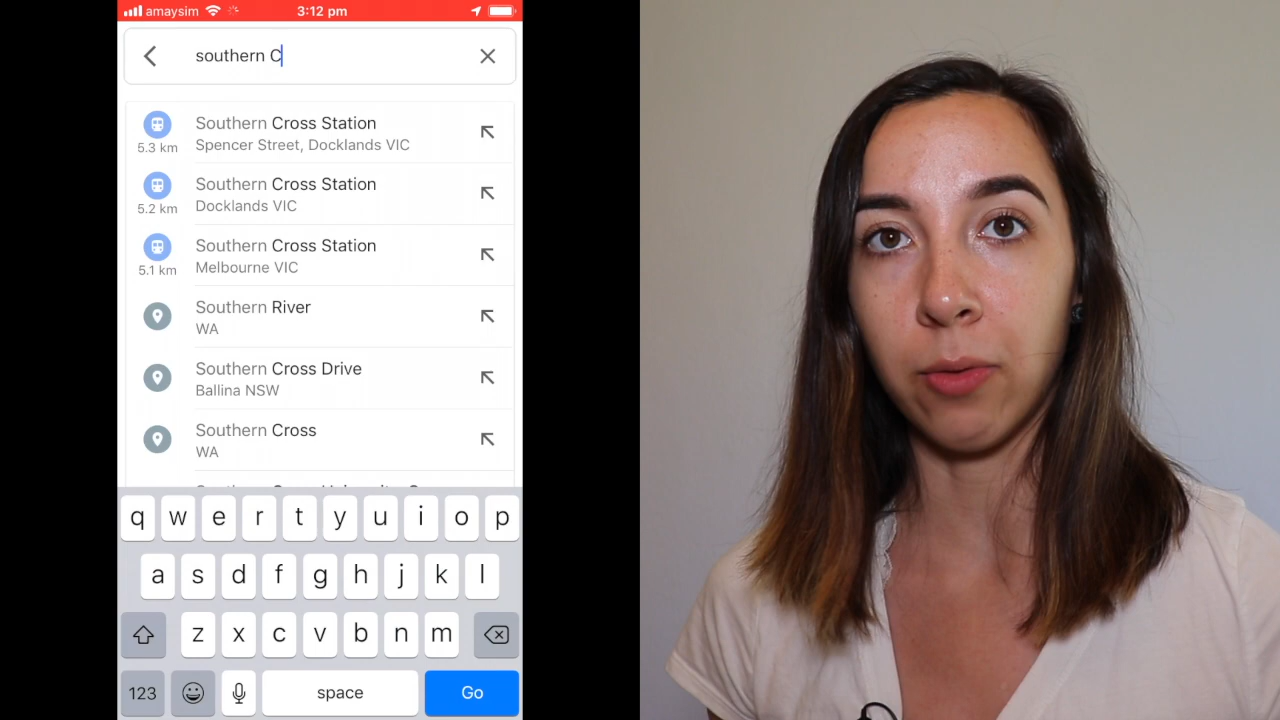 amaysim 3:12 pm
southern C
Southern Cross Station
5.3 km Spencer Street, Docklands VIC
Southern Cross Station
5.2 km Docklands VIC
Southern Cross Station
5.1 km Melbourne VIC
Southern River
WA
Southern Cross Drive
Ballina NSW
Southern Cross
WA
q w e r t y u i o p
a s d f g h j k l
z x c v b n m
123 space Go